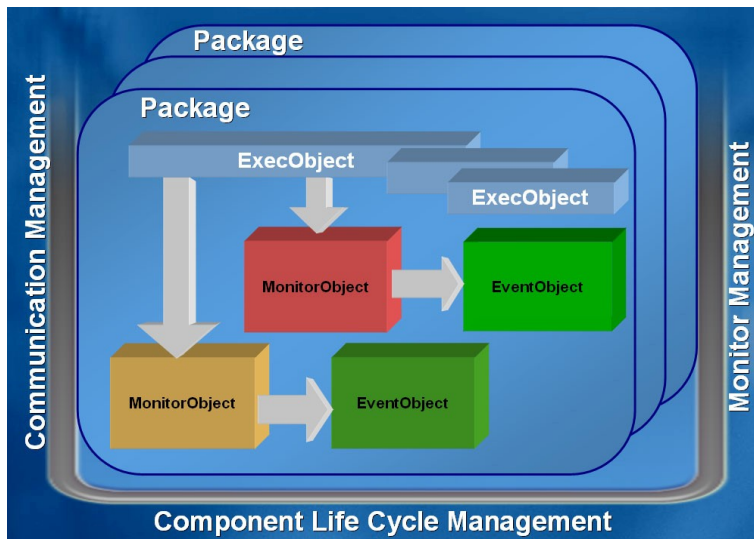 Package
Package
ExecObject
ExecObject
MonitorObject
EventObject
MonitorObject
EventObject
Communication Management
Monitor Management
Component Life Cycle Management